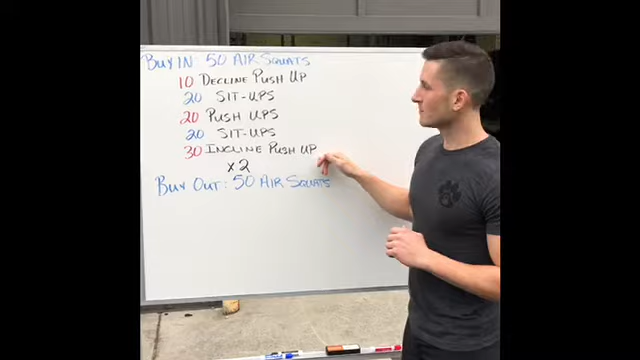 BUY IN: 50 AIR SQUATS
10 DECLINE PUSH UP
20 SIT-UPS
20 PUSH UPS
20 SIT-UPS
30 INCLINE PUSH UP
x2
BUY OUT: 50 AIR SQUATS